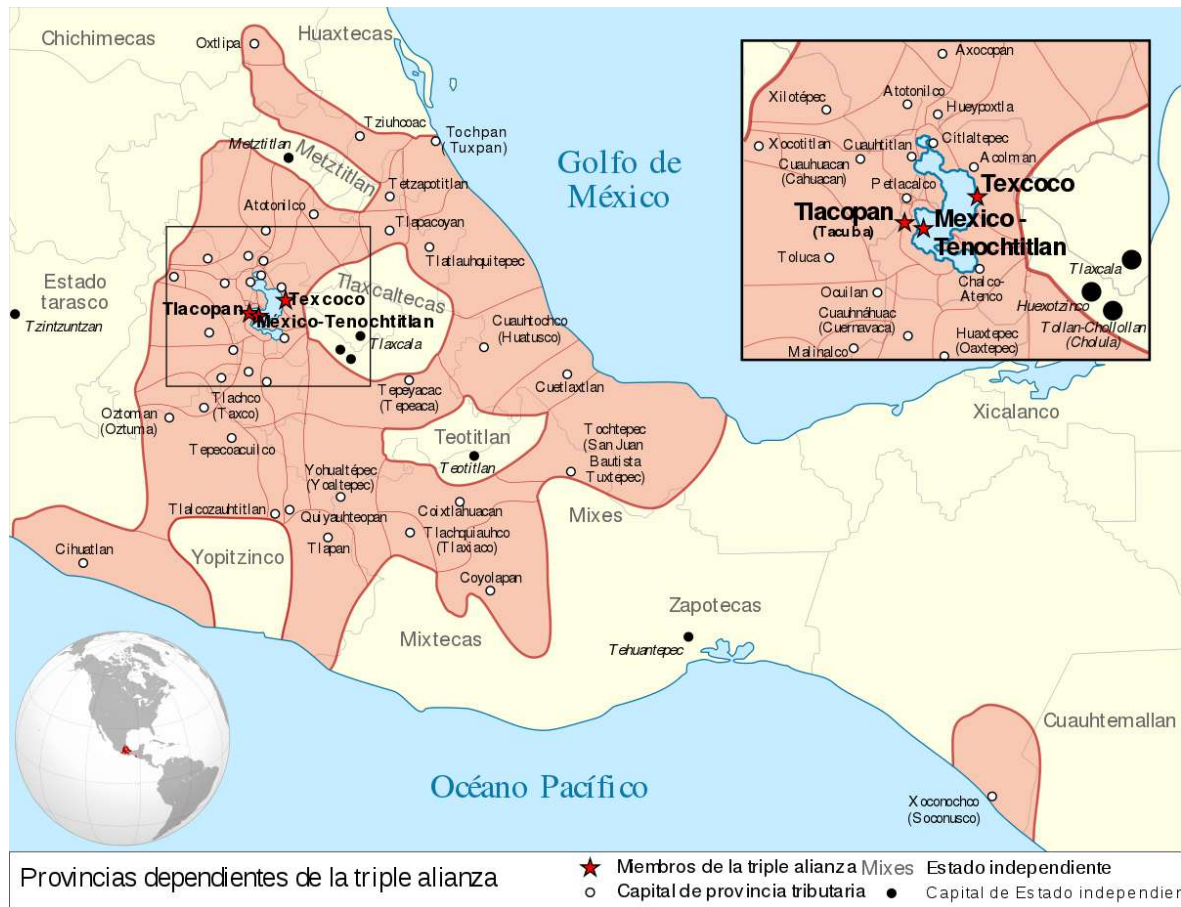 Chichimecas
Huaxtecas
Oxtlipa
Metztitlan
Metztitlan
Tziuhcoac
Tochpan
(Tuxpan)
Golfo de
México
Tetzapotitlan
Atotonilco
Tlapacoyan
Tlatlauhquitepec
Estado
tarasco
Tzintzuntzan
Tlaxcaltecas
Tlacopan
Texcoco
México-Tenochtitlan
Tlaxcala
Cuauhtochco
(Huatusco)
Cuetlaxtlan
Tepeyacac
(Tepeaca)
Tlachco
(Taxco)
Oztoman
(Oztuma)
Tepecoacuilco
Teotitlan
Teotitlan
Tochtepec
(San Juan
Bautista
Tuxtepec)
Xicalanco
Yohualtépec
(Yoaltepec)
Tlalcozauhtitlan
Quiyauhteopan
Tlapan
Coixtlahuacan
Tlachquiauhco
(Tlaxiaco)
Mixes
Cihuatlan
Yopitzinco
Coyolapan
Mixtecas
Zapotecas
Tehuantepec
Cuauhtemallan
Océano Pacífico
Xoconochco
(Soconusco)
Axocopan
Xilotépec
Atotonilco
Hueypoxtla
Xocotitlan
Cuauhtitlan
Citlaltepec
Cuahuacan
(Cahuacan)
Acolman
Petlacalco
Texcoco
Tlacopan
(Tacuba)
Mexico -
Tenochtitlan
Toluca
Chalco-
Atenco
Tlaxcala
Ocuilan
Huexotzinco
Cuauhnáhuac
(Cuernavaca)
Tollan-Chollollan
(Cholula)
Malinalco
Huaxtepec
(Oaxtepec)
Provincias dependientes de la triple alianza
Miembros de la triple alianza
Mixes Estado independiente
Capital de provincia tributaria
Capital de Estado independien